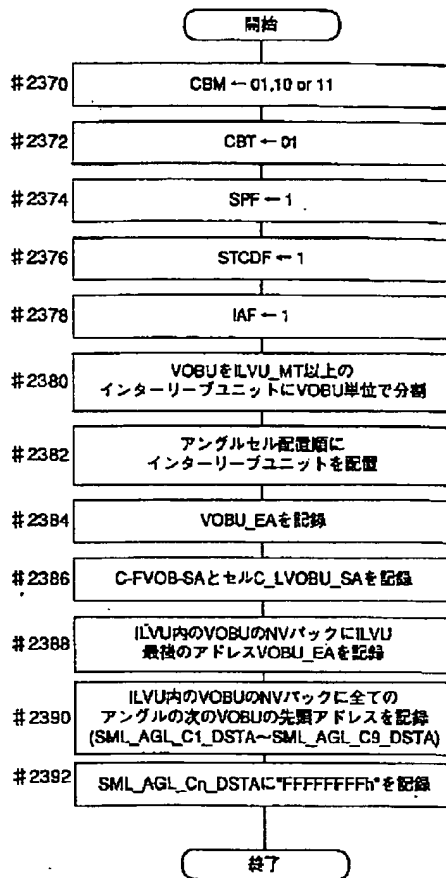 開始
#2370
CBM ← 01,10 or 11
#2372
CBT ← 01
#2374
SPF ← 1
#2376
STCDF ← 1
#2378
IAF ← 1
#2380
VOBUをILVU_MT以上の
インターリーブユニットにVOBU単位で分割
#2382
アングルセル配置順に
インターリーブユニットを配置
#2384
VOBU_EAを記録
#2386
C-FVOB-SAとセルC_LVOBU_SAを記録
#2388
ILVU内のVOBUのNVパックにILVU
最後のアドレスVOBU_EAを記録
#2390
ILVU内のVOBUのNVパックに全ての
アングルの次のVOBUの先頭アドレスを記録
(SML_AGL_C1_DSTA~SML_AGL_C9_DSTA)
#2392
SML_AGL_Cn_DSTAに"FFFFFFFFh"を記録
終了